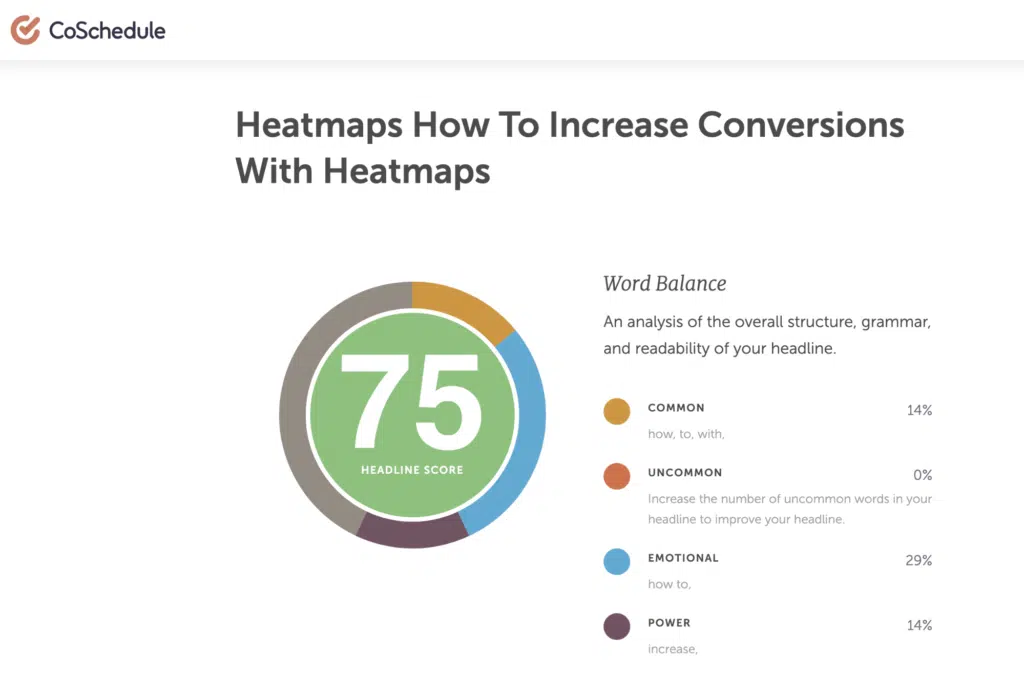 CoSchedule
Heatmaps How To Increase Conversions
With Heatmaps
Word Balance
An analysis of the overall structure, grammar,
and readability of your headline.
75
HEADLINE SCORE
COMMON 14%
how, to, with,
UNCOMMON 0%
Increase the number of uncommon words in your
headline to improve your headline.
EMOTIONAL 29%
how to,
POWER 14%
increase,